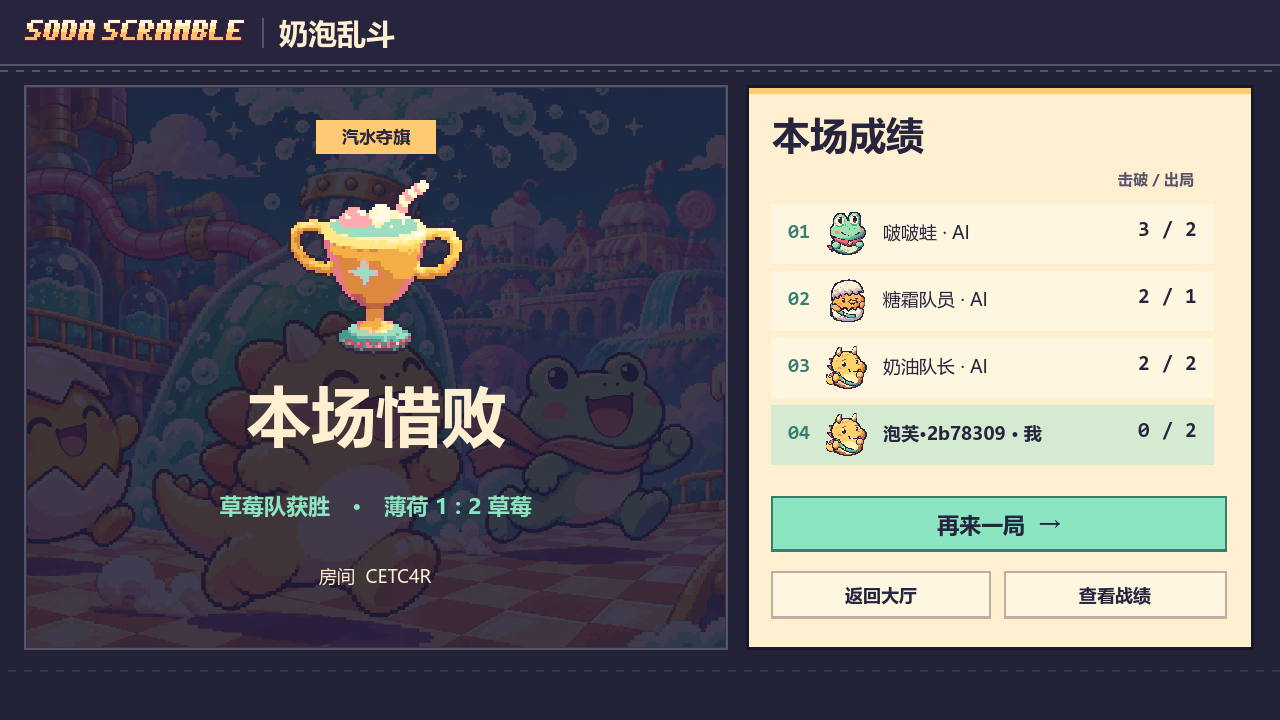 SODA SCRAMBLE
奶泡乱斗
汽水夺旗
本场惜败
草莓队获胜 • 薄荷 1 : 2 草莓
房间 CETC4R
本场成绩
击破 / 出局
01 啵啵蛙 · AI 3 / 2
02 糖霜队员 · AI 2 / 1
03 奶油队长 · AI 2 / 2
04 泡芙•2b78309 • 我 0 / 2
再来一局 →
返回大厅
查看战绩